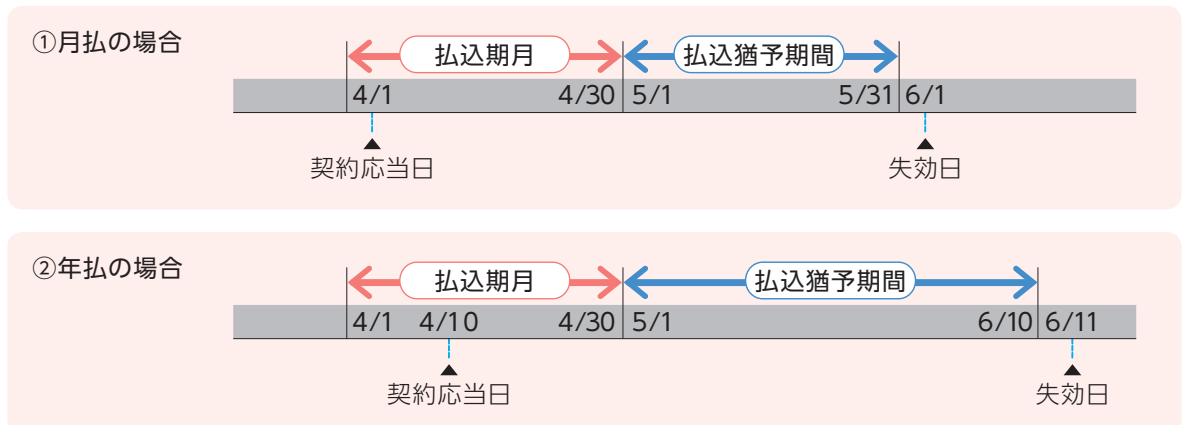 ①月払の場合
払込期月 払込猶予期間
4/1 4/30 5/1 5/31 6/1
契約応当日 失効日
②年払の場合
払込期月 払込猶予期間
4/1 4/10 4/30 5/1 6/10 6/11
契約応当日 失効日